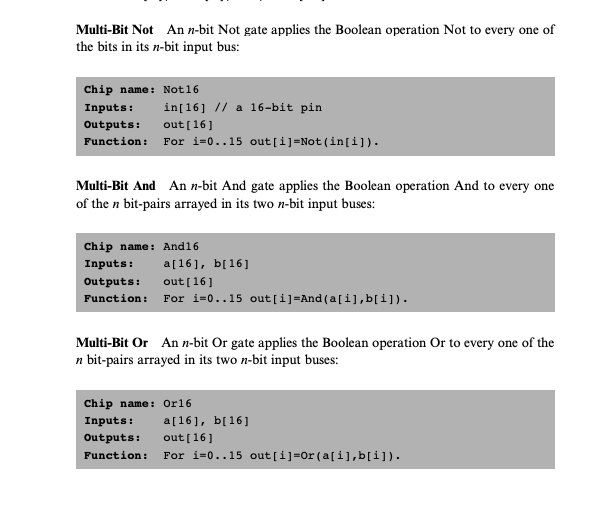 Multi-Bit Not An n-bit Not gate applies the Boolean operation Not to every one of
the bits in its n-bit input bus:
Chip name: Not16
Inputs: in[16] // a 16-bit pin
Outputs: out[16]
Function: For i=0..15 out[i]=Not(in[i]).
Multi-Bit And An n-bit And gate applies the Boolean operation And to every one
of the n bit-pairs arrayed in its two n-bit input buses:
Chip name: And16
Inputs: a[16], b[16]
Outputs: out[16]
Function: For i=0..15 out[i]=And(a[i],b[i]).
Multi-Bit Or An n-bit Or gate applies the Boolean operation Or to every one of the
n bit-pairs arrayed in its two n-bit input buses:
Chip name: Or16
Inputs: a[16], b[16]
Outputs: out[16]
Function: For i=0..15 out[i]=Or(a[i],b[i]).